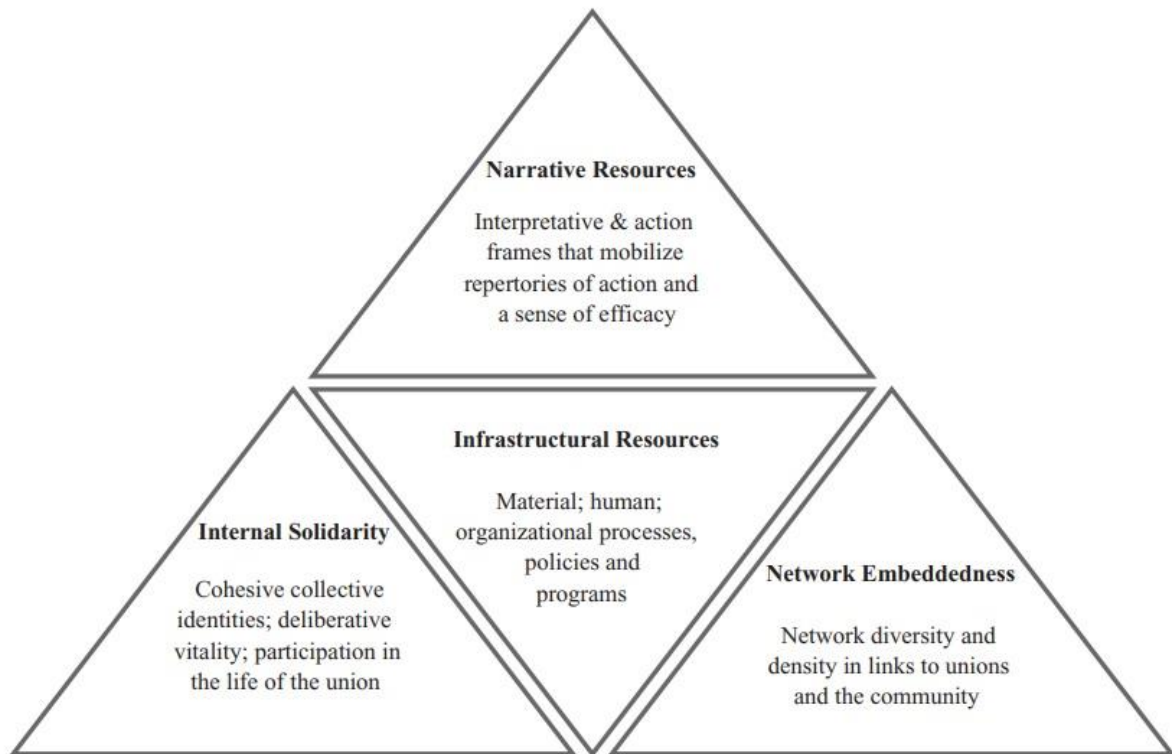 Narrative Resources
Interpretative & action
frames that mobilize
repertories of action and
a sense of efficacy
Infrastructural Resources
Material; human;
organizational processes,
policies and
programs
Internal Solidarity
Cohesive collective
identities; deliberative
vitality; participation in
the life of the union
Network Embeddedness
Network diversity and
density in links to unions
and the community